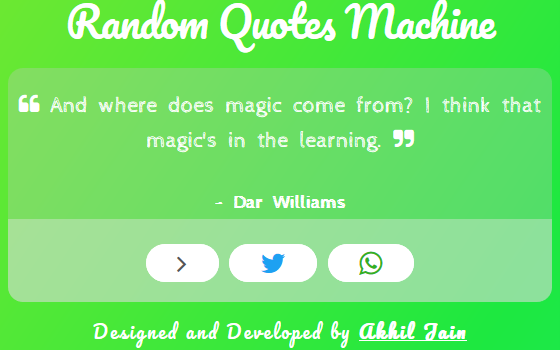 Random Quotes Machine
❝ And where does magic come from? I think that
magic's in the learning. ❞
- Dar Williams
Designed and Developed by Akhil Jain